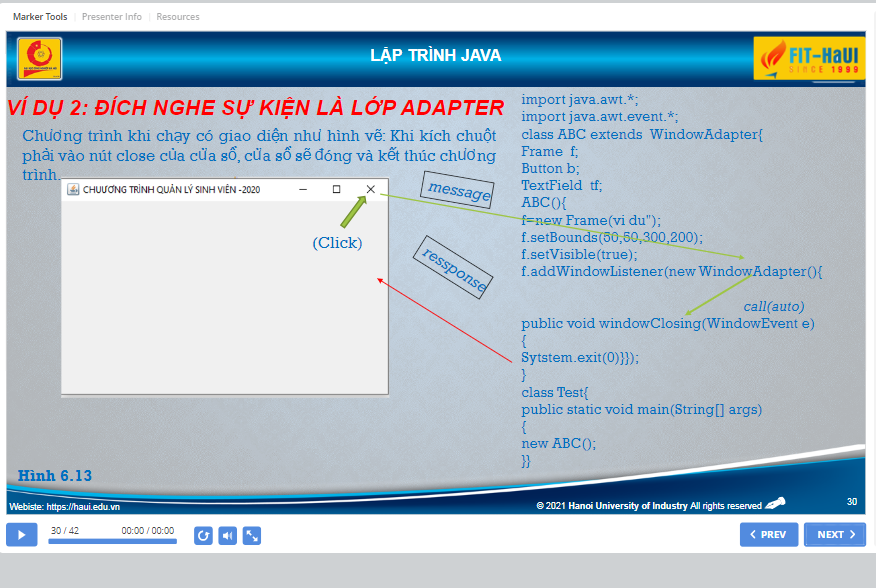 Marker Tools
Presenter Info
Resources
LẬP TRÌNH JAVA
FIT-HaUI
SINCE 1999
VÍ DỤ 2: ĐÍCH NGHE SỰ KIỆN LÀ LỚP ADAPTER
Chương trình khi chạy có giao diện như hình vẽ: Khi kích chuột
phải vào nút close của cửa sổ, cửa sổ sẽ đóng và kết thúc chương
trình.
CHUƯƠNG TRÌNH QUẢN LÝ SINH VIÊN -2020
(Click)
message
ressponse
import java.awt.*;
import java.awt.event.*;
class ABC extends WindowAdapter{
Frame f;
Button b;
TextField tf;
ABC(){
f=new Frame(vi du");
f.setBounds(50,50,300,200);
f.setVisible(true);
f.addWindowListener(new WindowAdapter(){
call(auto)
public void windowClosing(WindowEvent e)
{
Sytstem.exit(0)}});
}
class Test{
public static void main(String[] args)
{
new ABC();
}}
Hình 6.13
Webiste: https://haui.edu.vn
© 2021 Hanoi University of Industry All rights reserved
30
30 / 42
00:00 / 00:00
PREV
NEXT